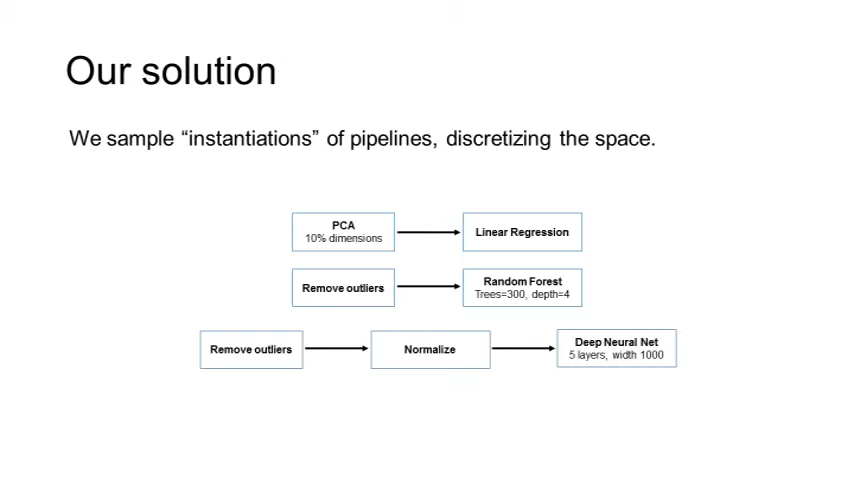 Our solution
We sample “instantiations” of pipelines, discretizing the space.
PCA
10% dimensions
Linear Regression
Remove outliers
Random Forest
Trees=300, depth=4
Remove outliers
Normalize
Deep Neural Net
5 layers, width 1000